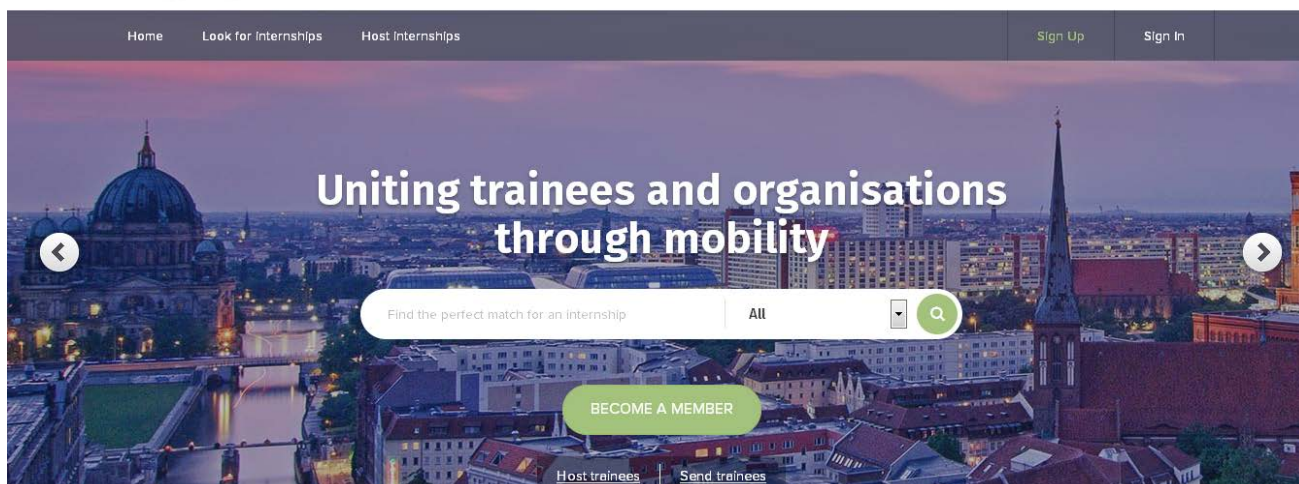 Home Look for Internships Host Internships Sign Up Sign In
Uniting trainees and organisations
through mobility
Find the perfect match for an internship All
BECOME A MEMBER
Host trainees | Send trainees